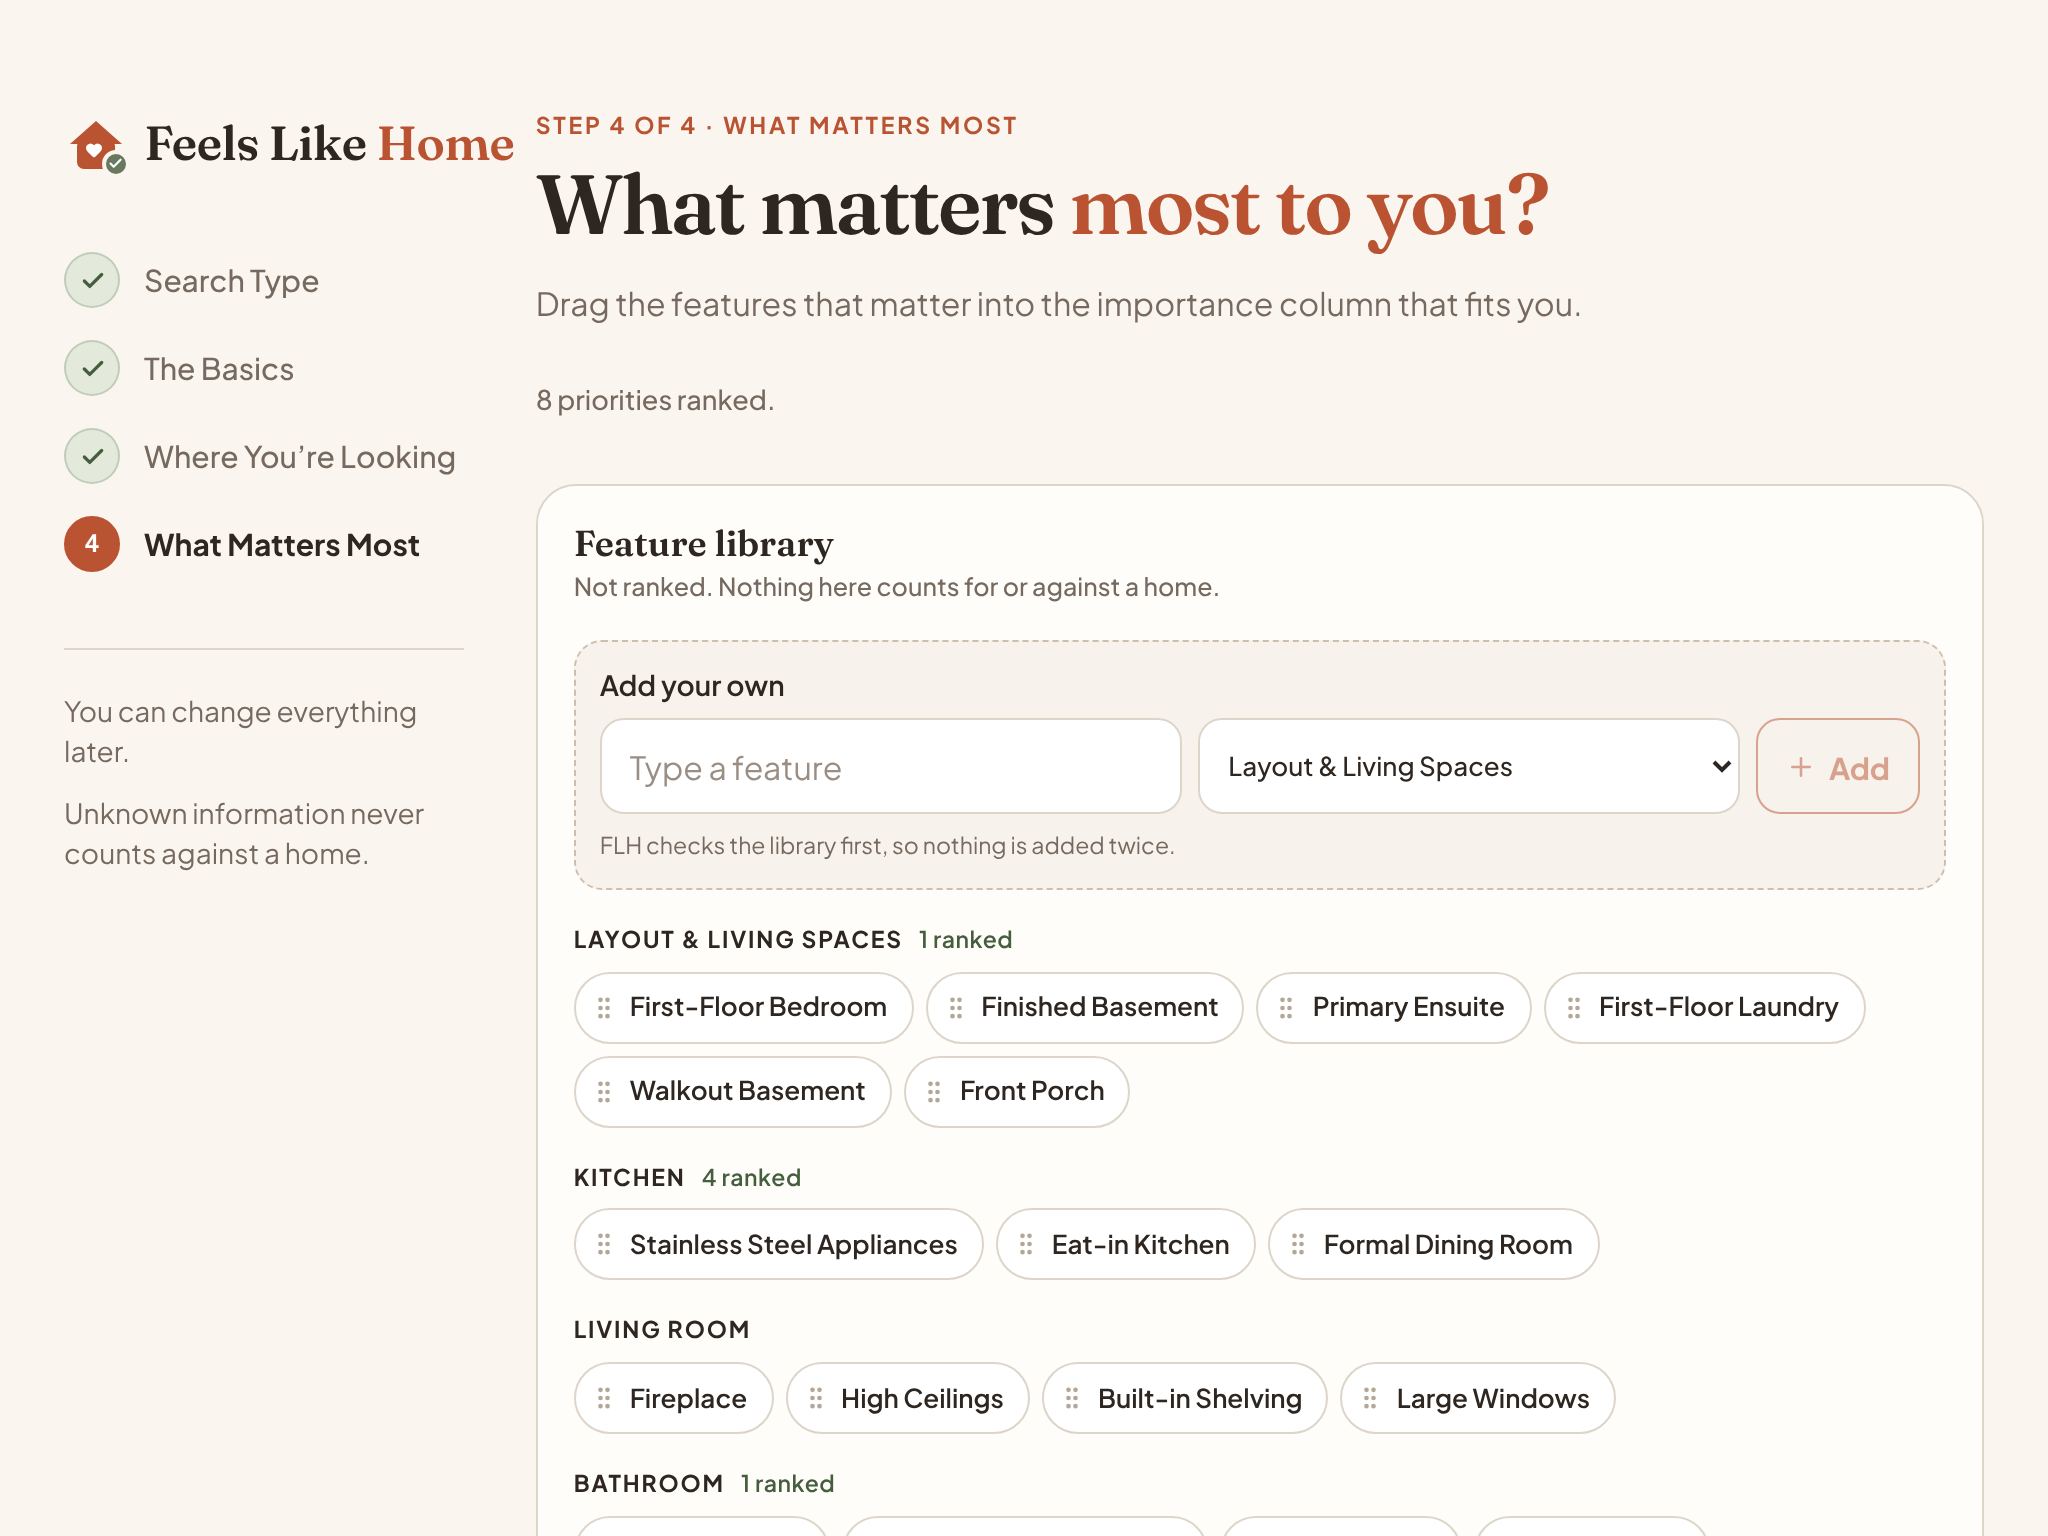 Feels Like Home
Search Type
The Basics
Where You’re Looking
4 What Matters Most
You can change everything
later.
Unknown information never
counts against a home.
STEP 4 OF 4 · WHAT MATTERS MOST
What matters most to you?
Drag the features that matter into the importance column that fits you.
8 priorities ranked.
Feature library
Not ranked. Nothing here counts for or against a home.
Add your own
Type a feature
Layout & Living Spaces
+ Add
FLH checks the library first, so nothing is added twice.
LAYOUT & LIVING SPACES 1 ranked
First-Floor Bedroom Finished Basement Primary Ensuite First-Floor Laundry
Walkout Basement Front Porch
KITCHEN 4 ranked
Stainless Steel Appliances Eat-in Kitchen Formal Dining Room
LIVING ROOM
Fireplace High Ceilings Built-in Shelving Large Windows
BATHROOM 1 ranked